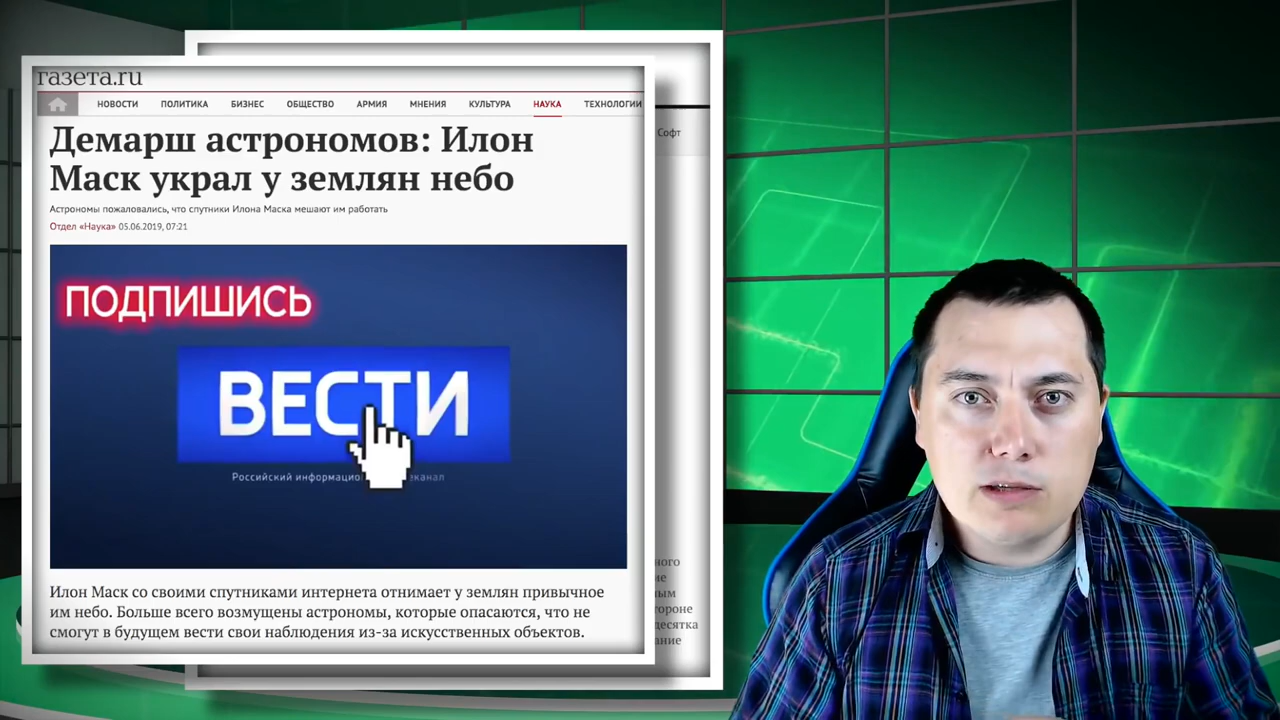 газета.ru
НОВОСТИ ПОЛИТИКА БИЗНЕС ОБЩЕСТВО АРМИЯ МНЕНИЯ КУЛЬТУРА НАУКА ТЕХНОЛОГИИ
Демарш астрономов: Илон
Маск украл у землян небо
Астрономы пожаловались, что спутники Илона Маска мешают им работать
Отдел «Наука» 05.06.2019, 07:21
ПОДПИШИСЬ
ВЕСТИ
Российский
Илон Маск со своими спутниками интернета отнимает у землян привычное
им небо. Больше всего возмущены астрономы, которые опасаются, что не
смогут в будущем вести свои наблюдения из-за искусственных объектов.
Софт